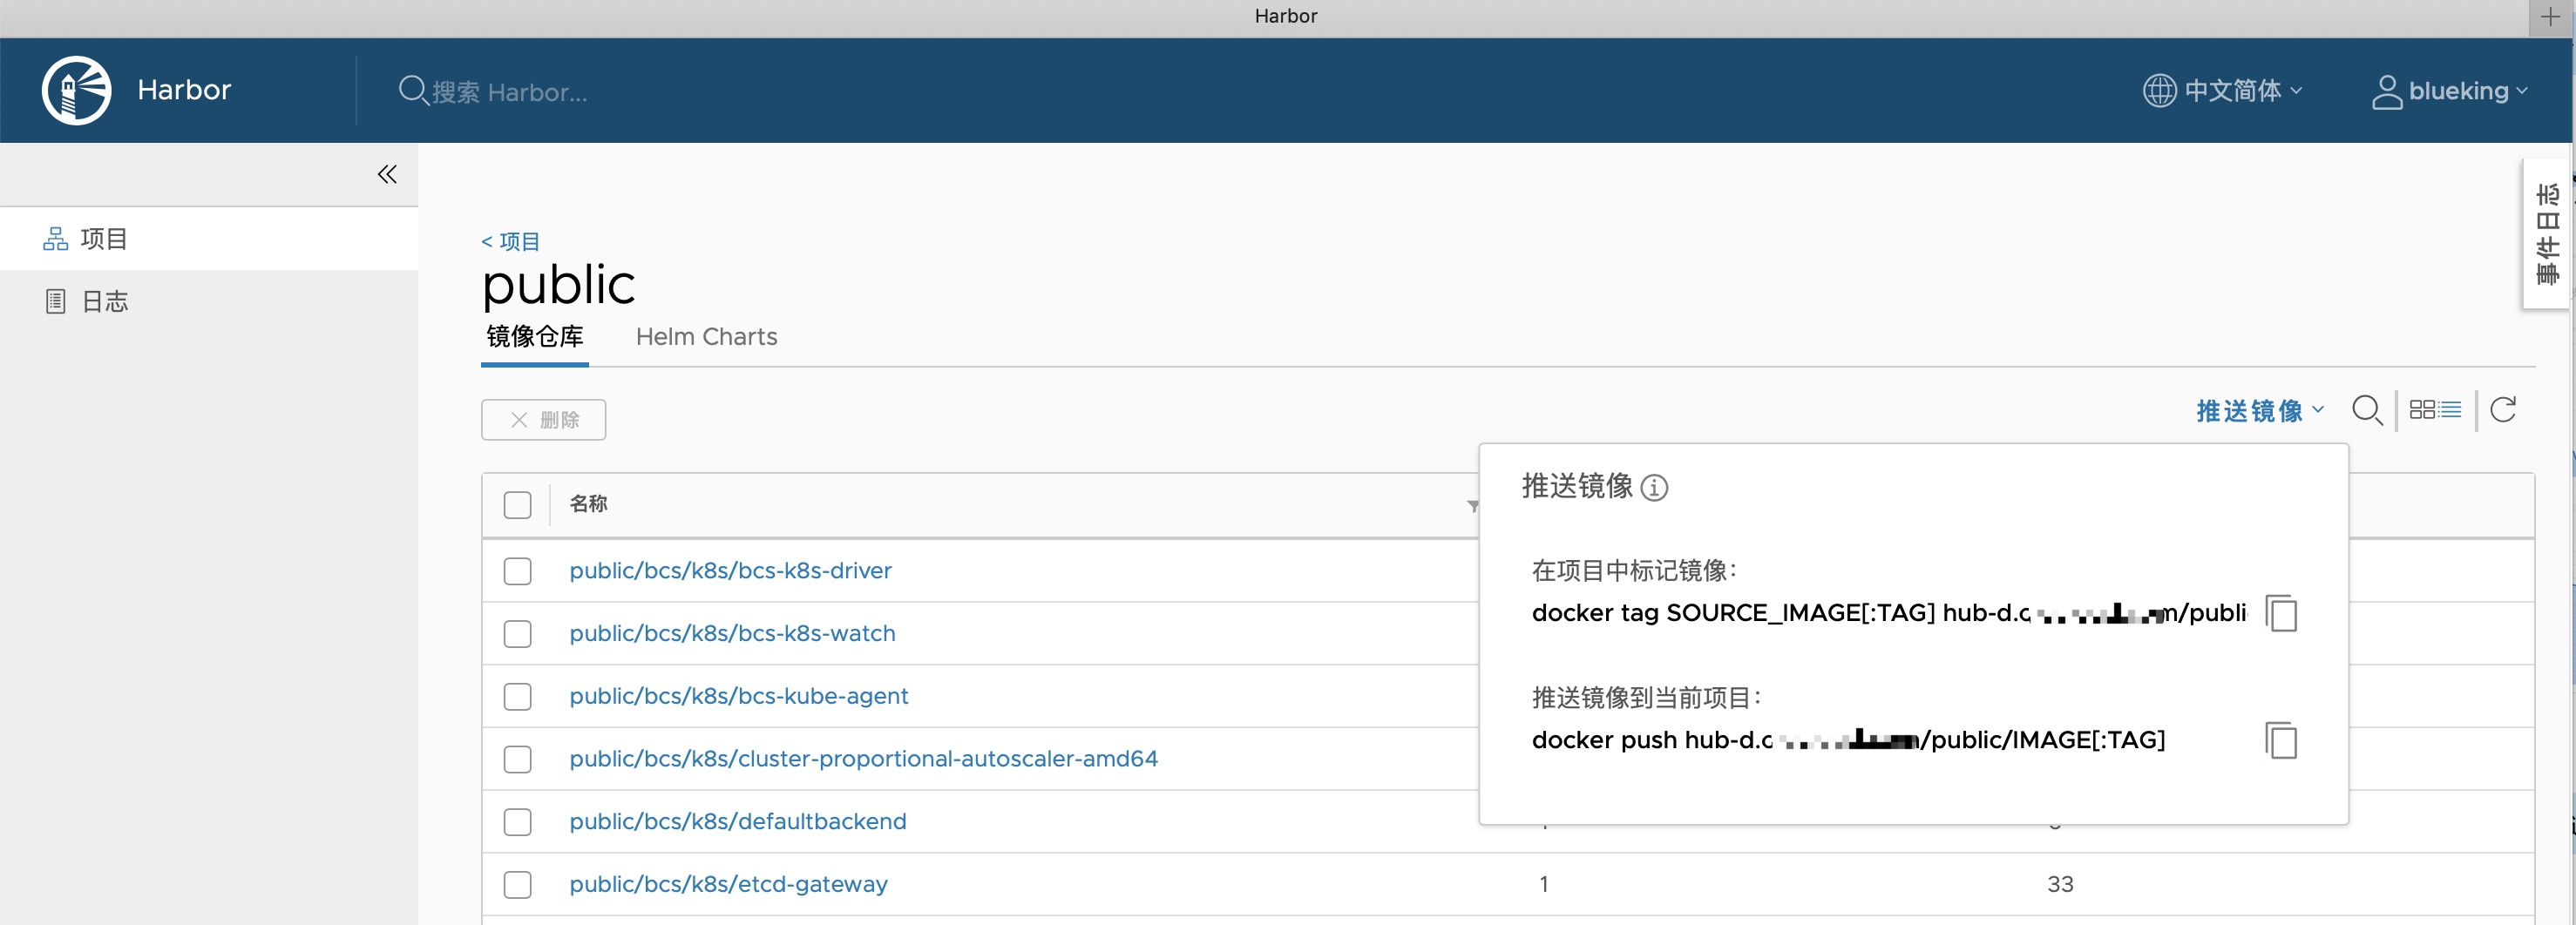 Harbor
Harbor
搜索 Harbor...
中文简体
blueking
项目
日志
事件日志
< 项目
public
镜像仓库
Helm Charts
删除
推送镜像
名称
public/bcs/k8s/bcs-k8s-driver
public/bcs/k8s/bcs-k8s-watch
public/bcs/k8s/bcs-kube-agent
public/bcs/k8s/cluster-proportional-autoscaler-amd64
public/bcs/k8s/defaultbackend
public/bcs/k8s/etcd-gateway 1 33
推送镜像
在项目中标记镜像：
docker tag SOURCE_IMAGE[:TAG] hub-d.o m/publi
推送镜像到当前项目：
docker push hub-d.o /public/IMAGE[:TAG]